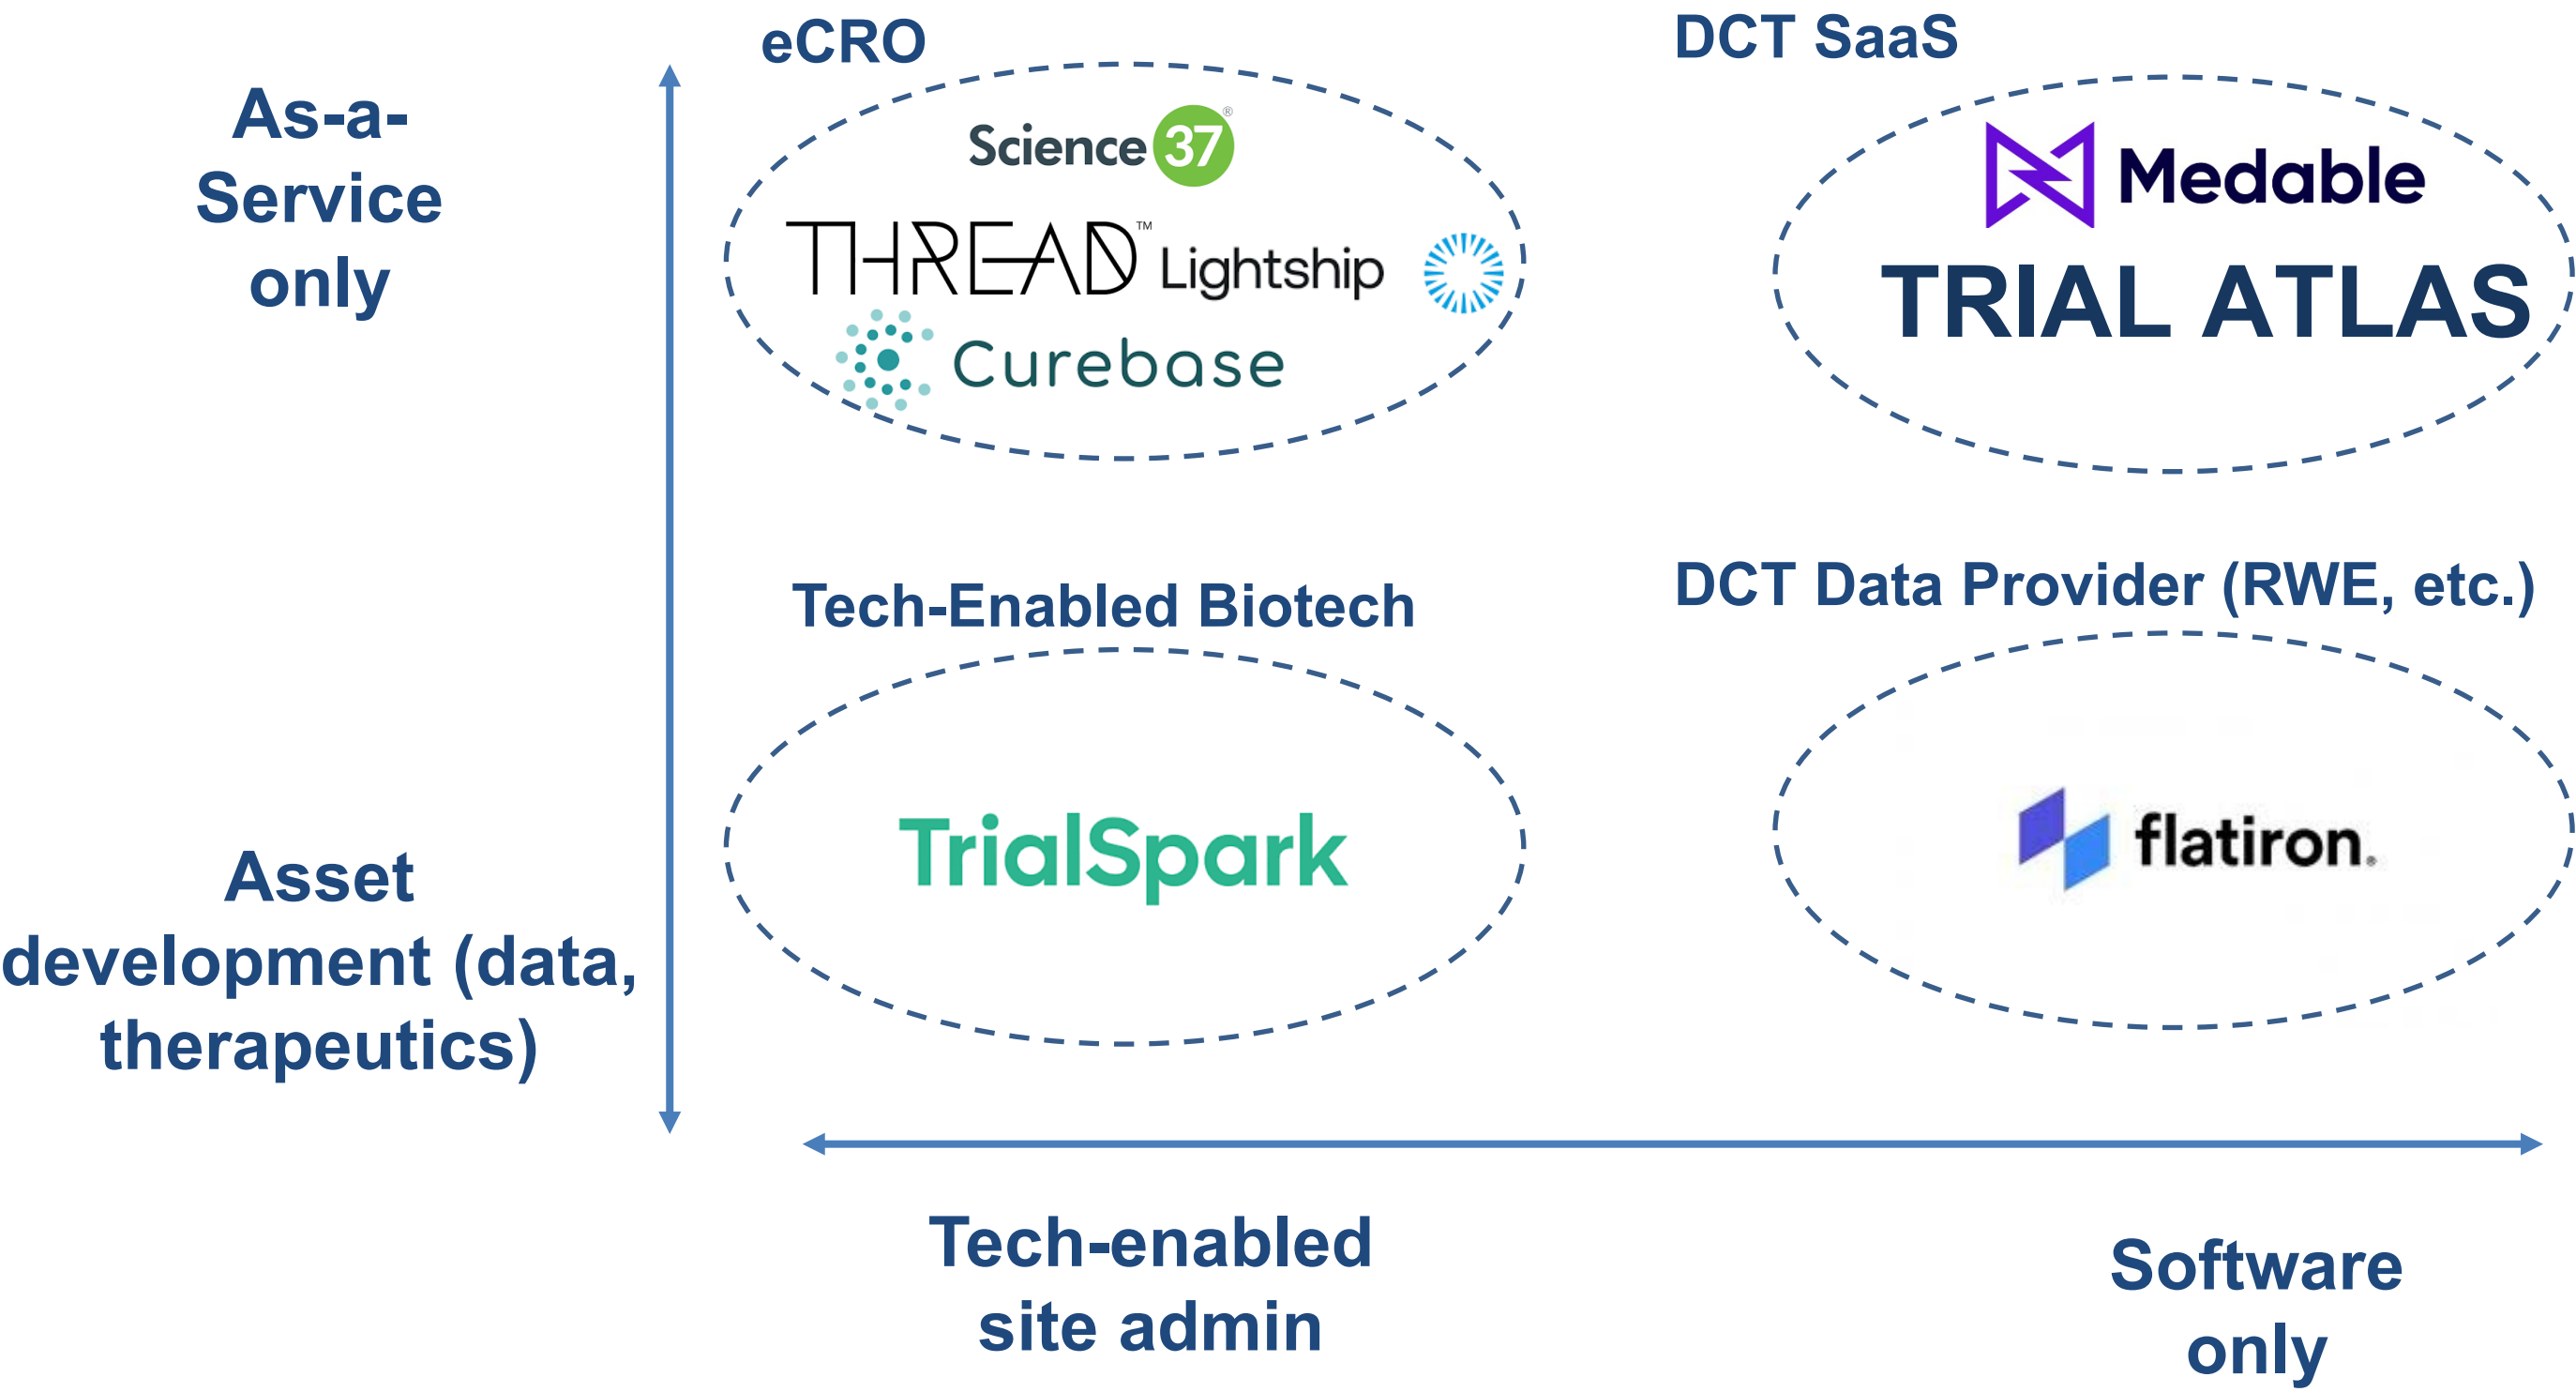 eCRO
DCT SaaS
As-a-
Service
only
Science 37®
THREAD™ Lightship
Curebase
Medable
TRIAL ATLAS
Tech-Enabled Biotech
DCT Data Provider (RWE, etc.)
Asset
development (data,
therapeutics)
TrialSpark
flatiron®
Tech-enabled
site admin
Software
only